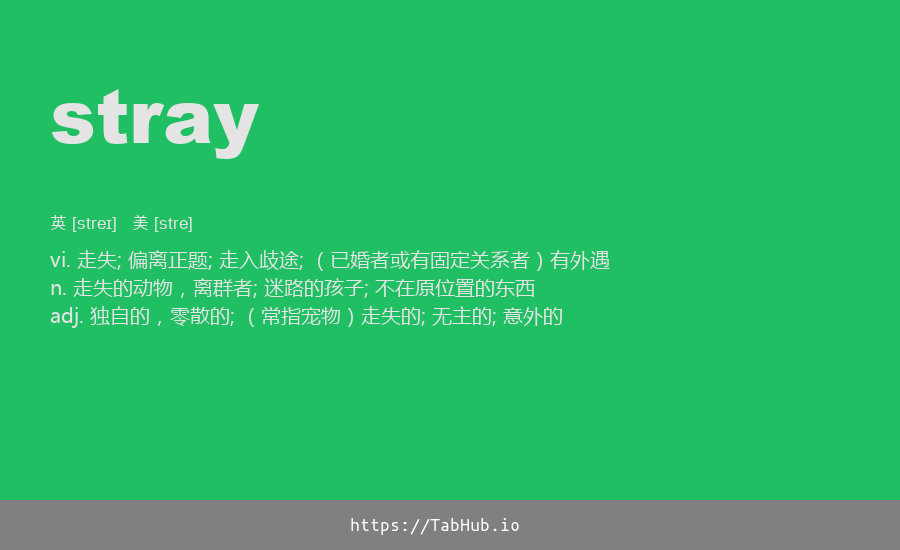 stray
英 [streɪ] 美 [stre]
vi. 走失; 偏离正题; 走入歧途; （已婚者或有固定关系者）有外遇
n. 走失的动物，离群者; 迷路的孩子; 不在原位置的东西
adj. 独自的，零散的; （常指宠物）走失的; 无主的; 意外的
https://TabHub.io